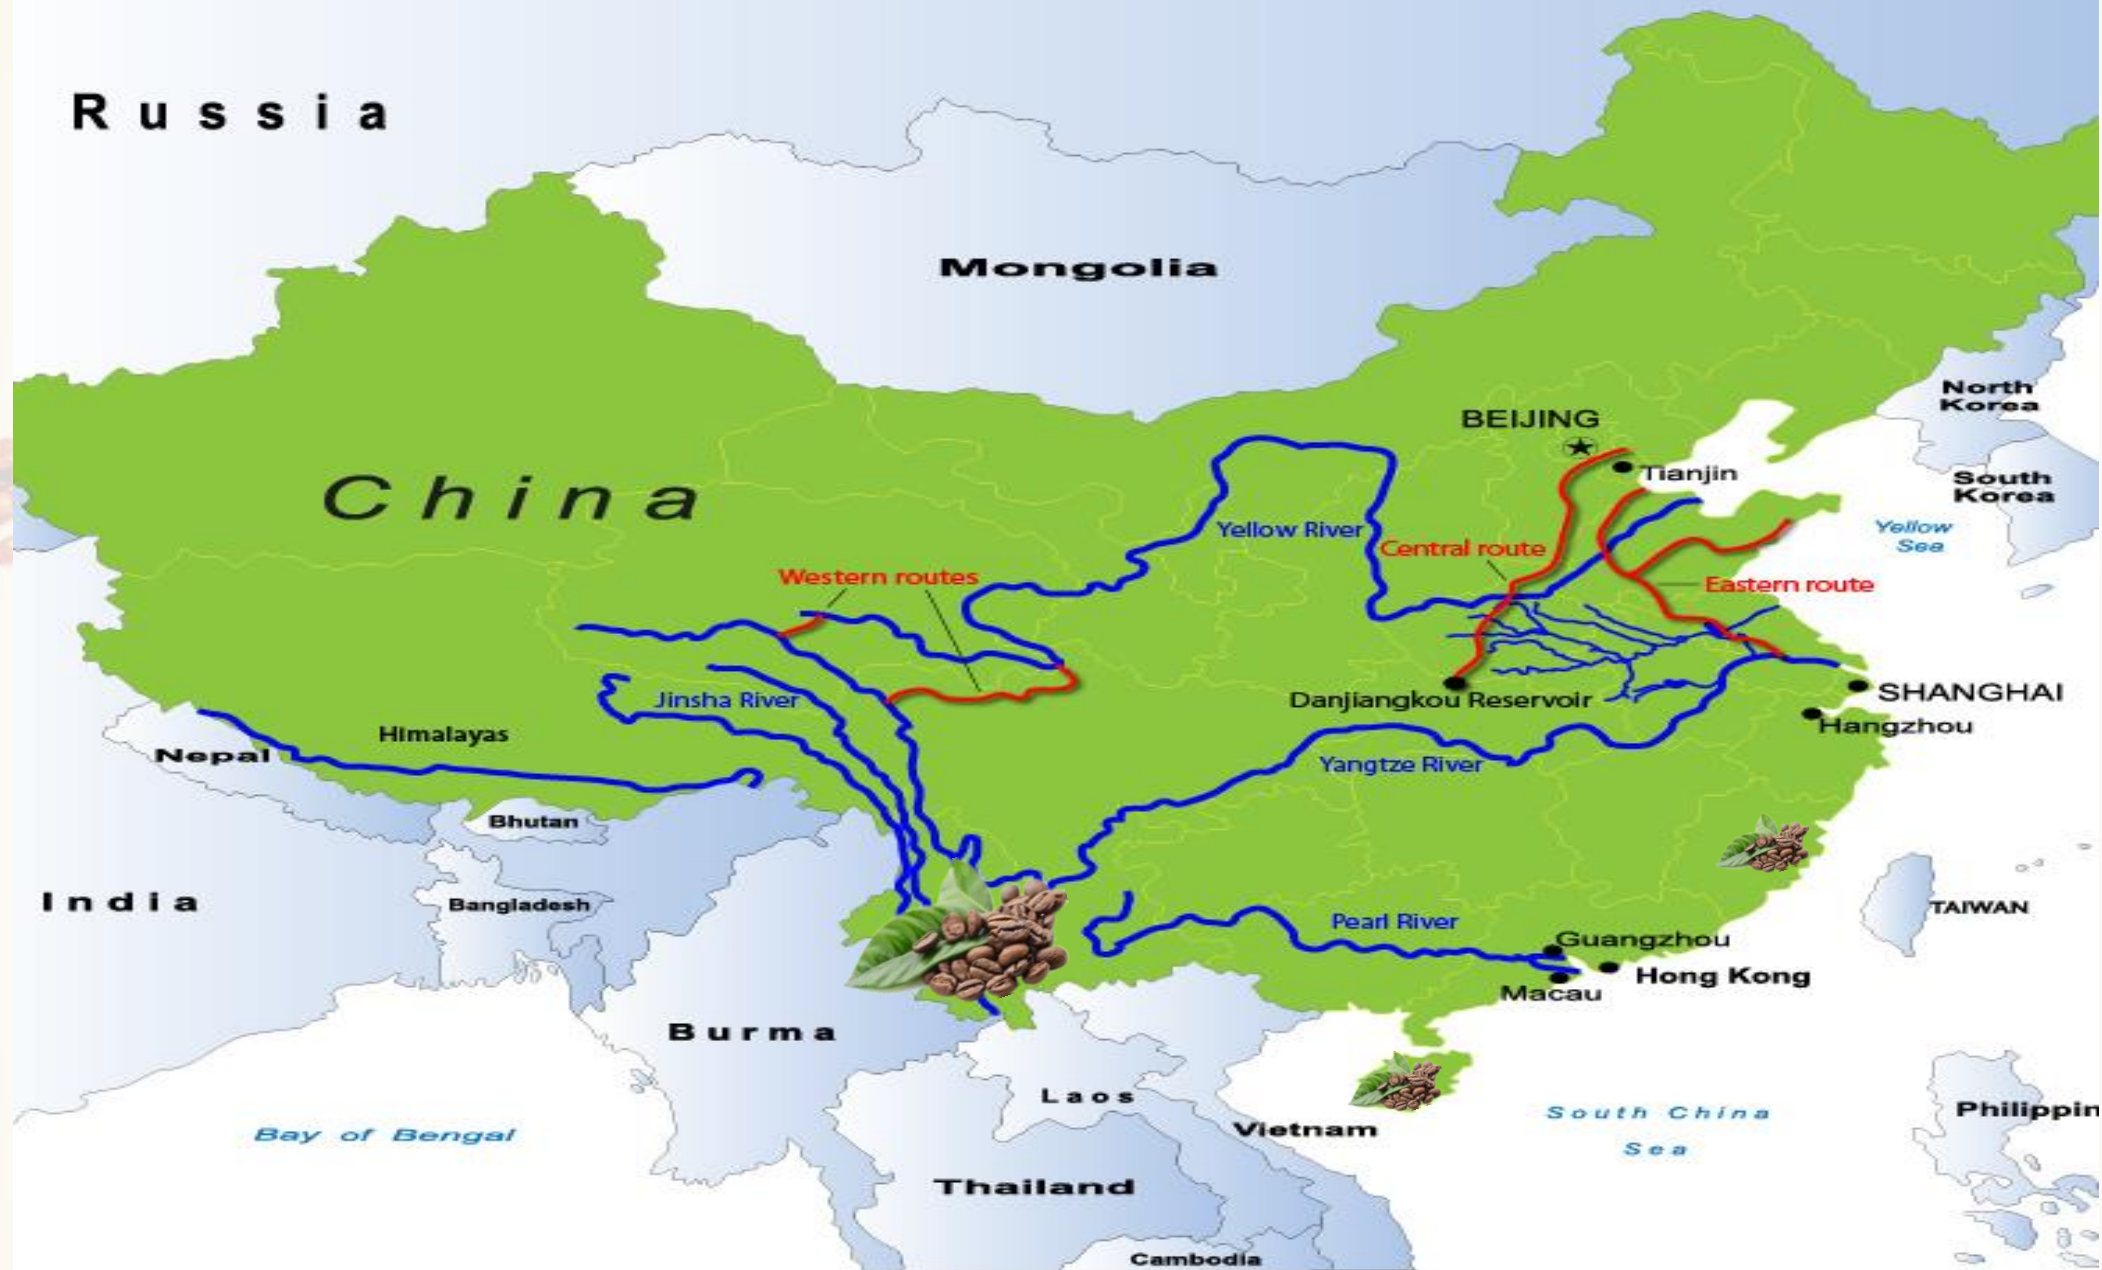 Russia
Mongolia
North
Korea
BEIJING
Tianjin
South
Korea
China
Yellow River
Central route
Yellow
Sea
Western routes
Eastern route
Jinsha River
Danjiangkou Reservoir
SHANGHAI
Hangzhou
Himalayas
Nepal
Yangtze River
Bhutan
India
Bangladesh
TAIWAN
Pearl River
Guangzhou
Hong Kong
Macau
Burma
Laos
South China
Sea
Philippin
Bay of Bengal
Vietnam
Thailand
Cambodia